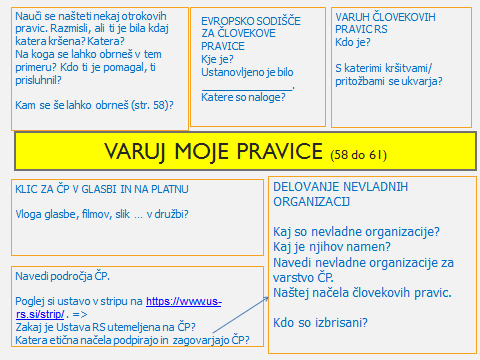 Nauči se našteti nekaj otrokovih
pravic. Razmisli, ali ti je bila kdaj
katera kršena? Katera?
Na koga se lahko obrneš v tem
primeru? Kdo ti je pomagal, ti
prisluhnil?
Kam se še lahko obrneš (str. 58)?
EVROPSKO SODIŠČE
ZA ČLOVEKOVE
PRAVICE
Kje je?
Ustanovljeno je bilo
________________.
Katere so naloge?
VARUH ČLOVEKOVIH
PRAVIC RS
Kdo je?
S katerimi kršitvami/
pritožbami se ukvarja?
VARUJ MOJE PRAVICE (58 do 61)
KLIC ZA ČP V GLASBI IN NA PLATNU
Vloga glasbe, filmov, slik ... v družbi?
DELOVANJE NEVLADNIH
ORGANIZACIJ
Kaj so nevladne organizacije?
Kaj je njihov namen?
Navedi nevladne organizacije za
varstvo ČP.
Naštej načela človekovih pravic.
Kdo so izbrisani?
Navedi področja ČP.
Poglej si ustavo v stripu na https://www.us-
rs.si/strip/ . =>
Zakaj je Ustava RS utemeljena na ČP?
Katera etična načela podpirajo in zagovarjajo ČP?